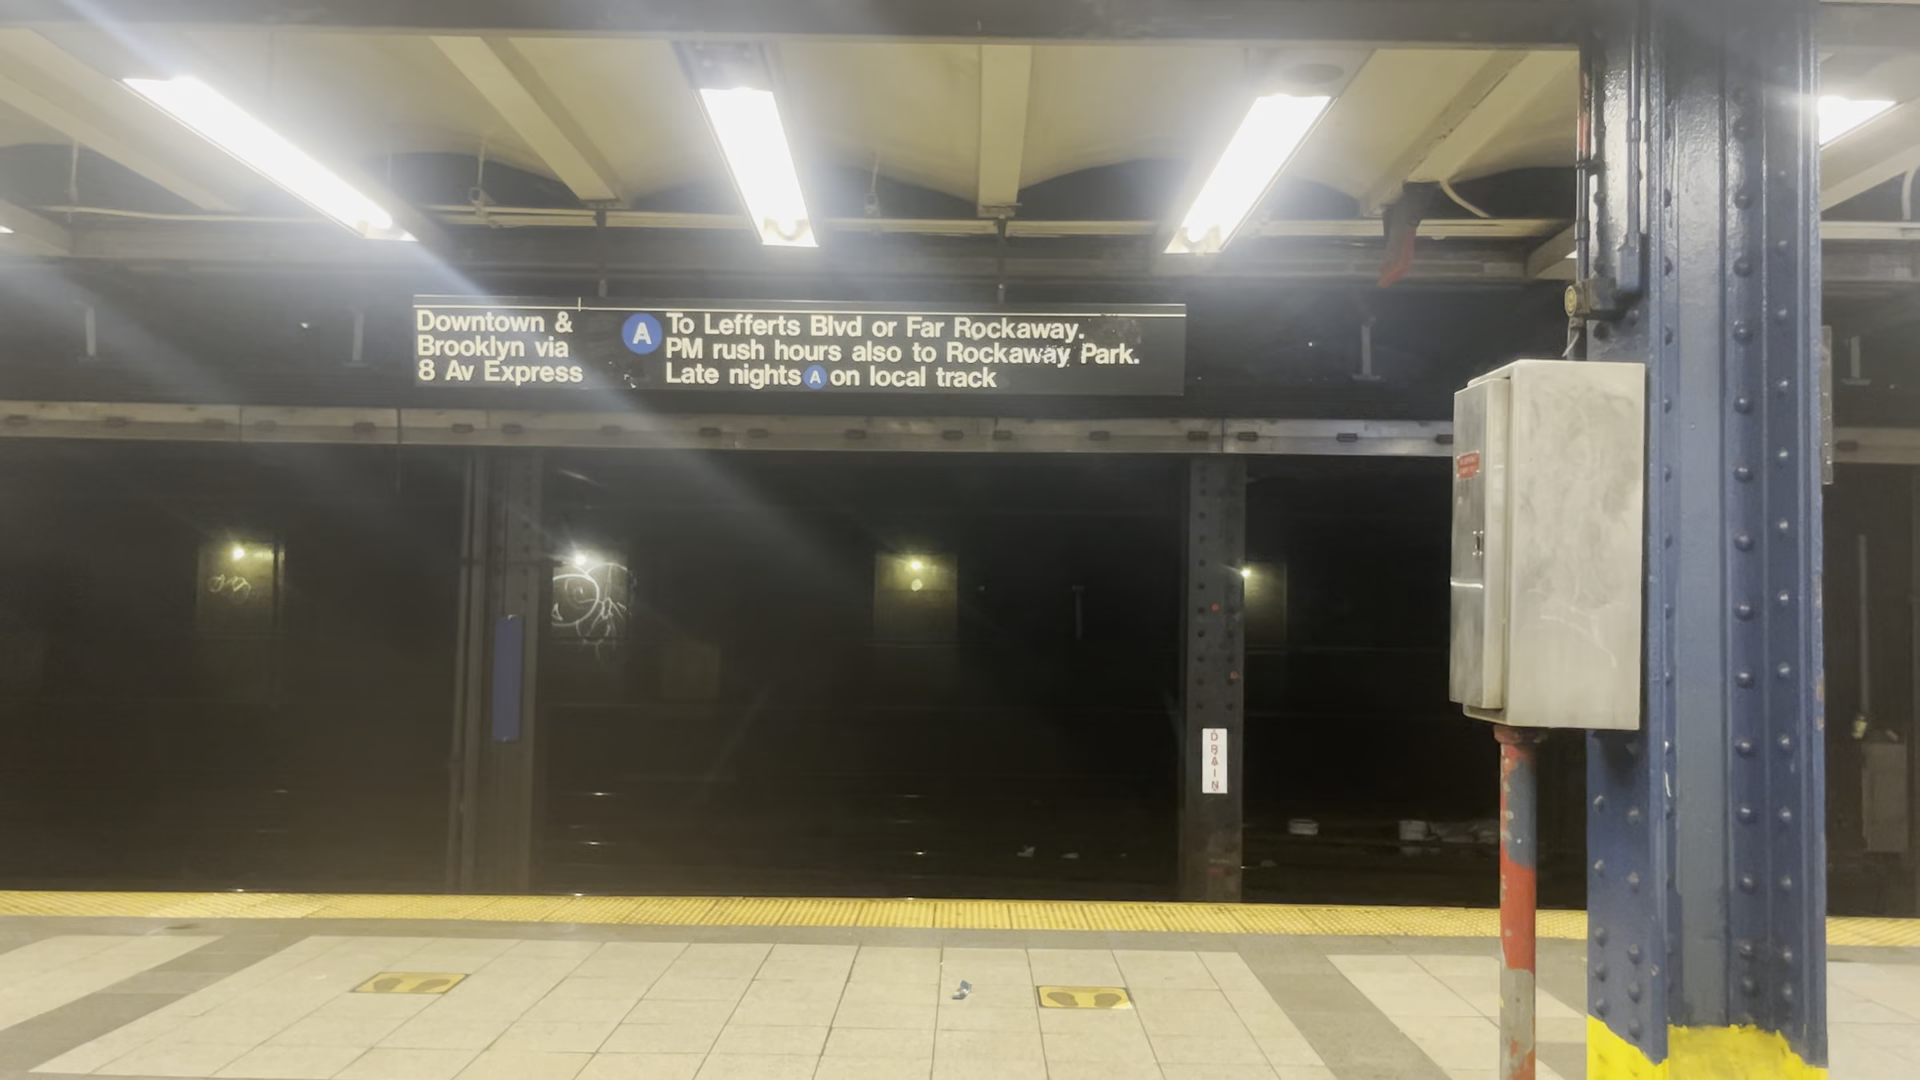 Downtown &
Brooklyn via
8 Av Express
A To Lefferts Blvd or Far Rockaway.
PM rush hours also to Rockaway Park.
Late nights A on local track
DRAIN